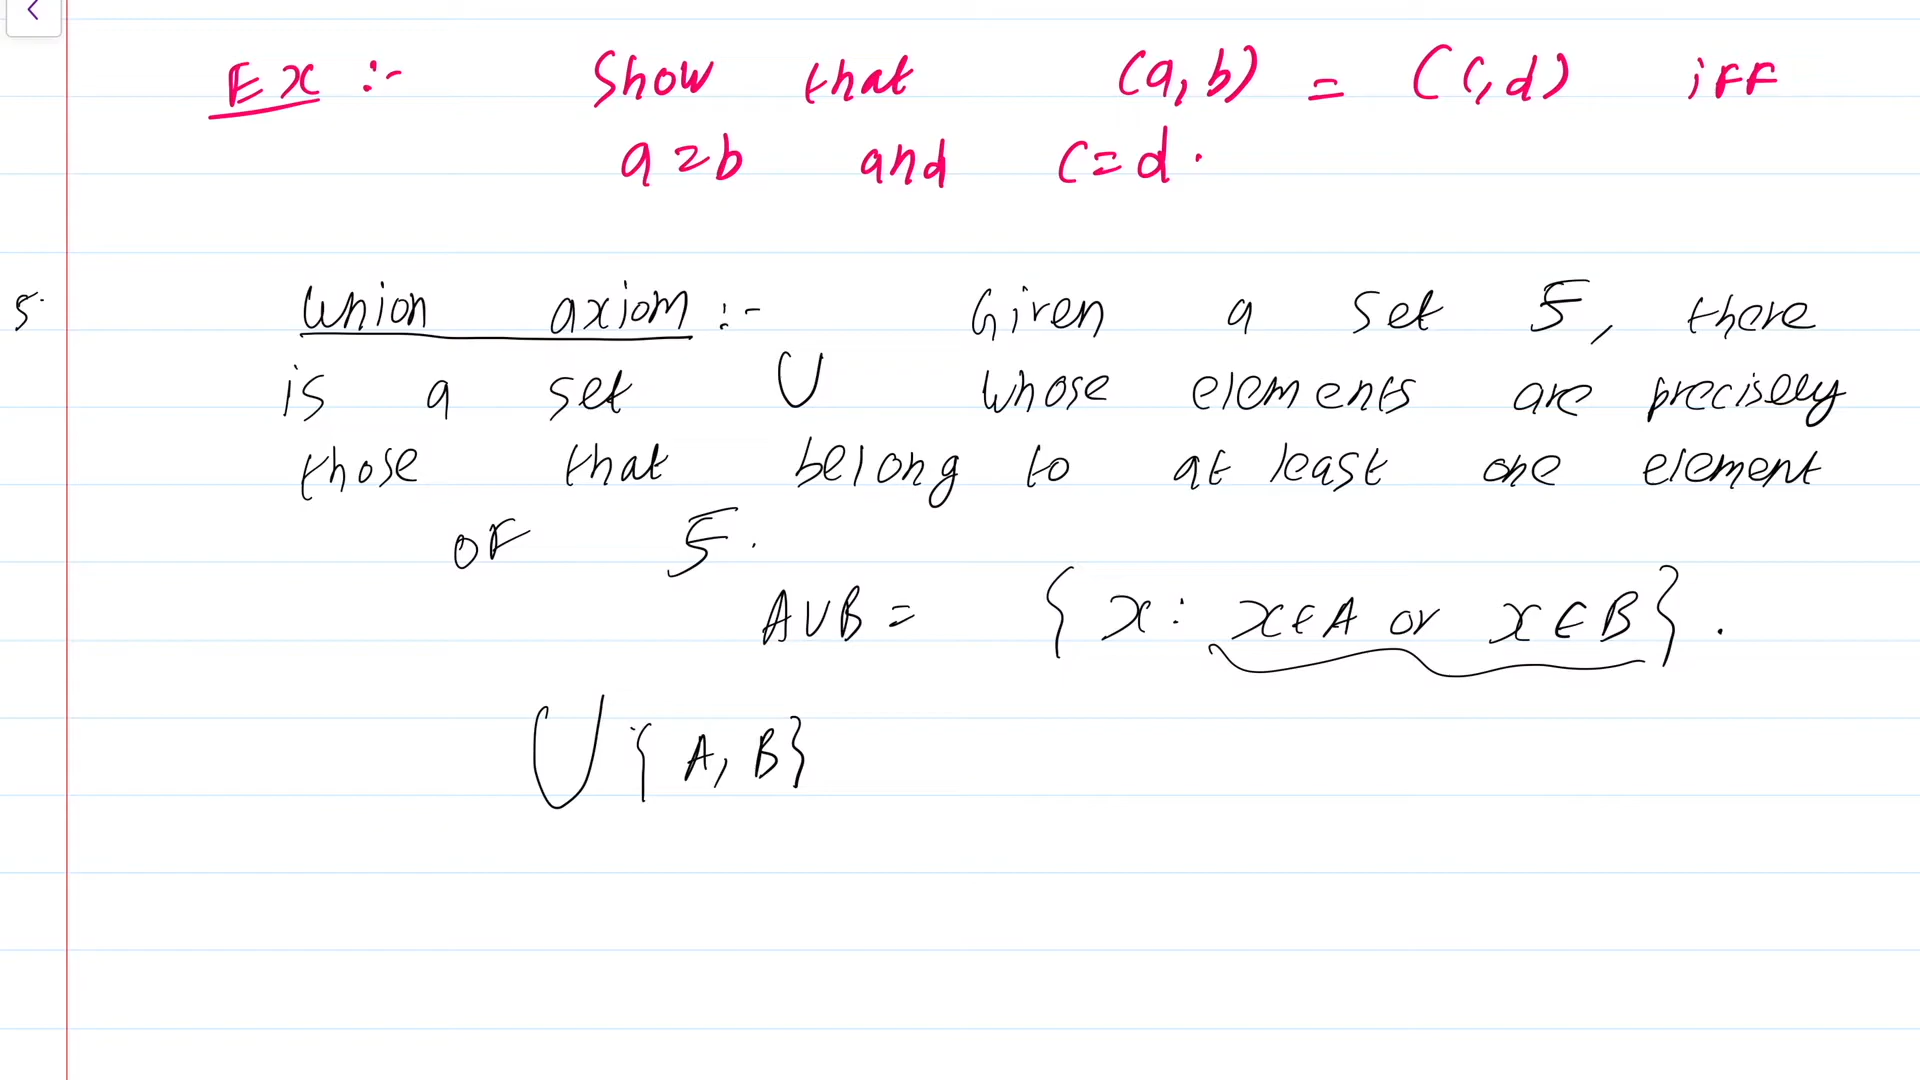 Ex :- Show that (a,b) = (c,d) iff
a=b and c=d.
5. Union axiom :- Given a set F, there
is a set U whose elements are precisely
those that belong to at least one element
of F.
A∪B = { x : x∈A or x∈B } .
⋃ { A, B }